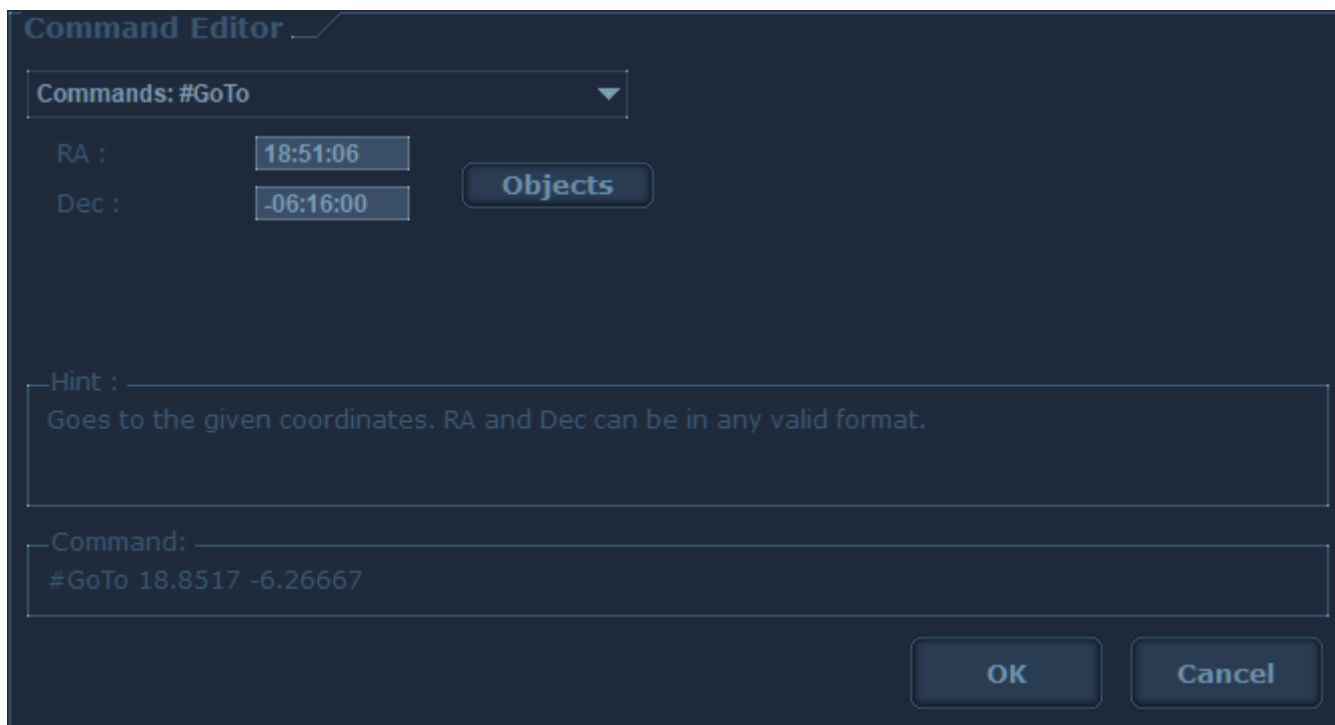 Command Editor
Commands: #GoTo
RA : 18:51:06
Objects
Dec : -06:16:00
Hint :
Goes to the given coordinates. RA and Dec can be in any valid format.
Command:
#GoTo 18.8517 -6.26667
OK Cancel